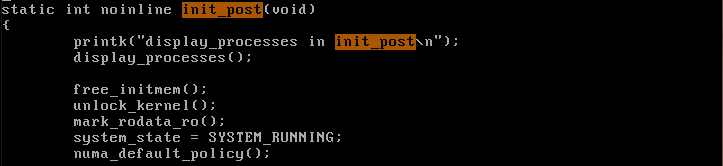 static int noinline init_post(void)
{
printk("display_processes in init_post\n");
display_processes();
free_initmem();
unlock_kernel();
mark_rodata_ro();
system_state = SYSTEM_RUNNING;
numa_default_policy();